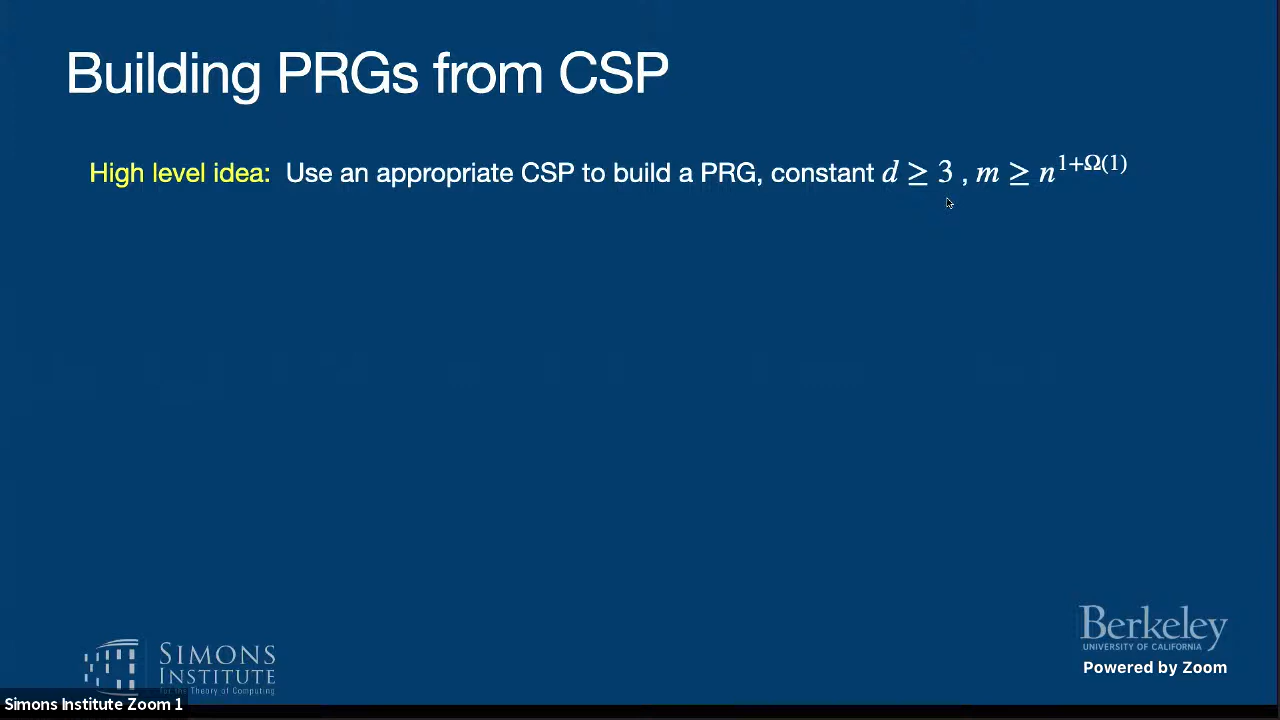 Building PRGs from CSP
High level idea: Use an appropriate CSP to build a PRG, constant d ≥ 3 , m ≥ n^{1+Ω(1)}
SIMONS
INSTITUTE
For the Theory of Computing
Berkeley
UNIVERSITY OF CALIFORNIA
Powered by Zoom
Simons Institute Zoom 1